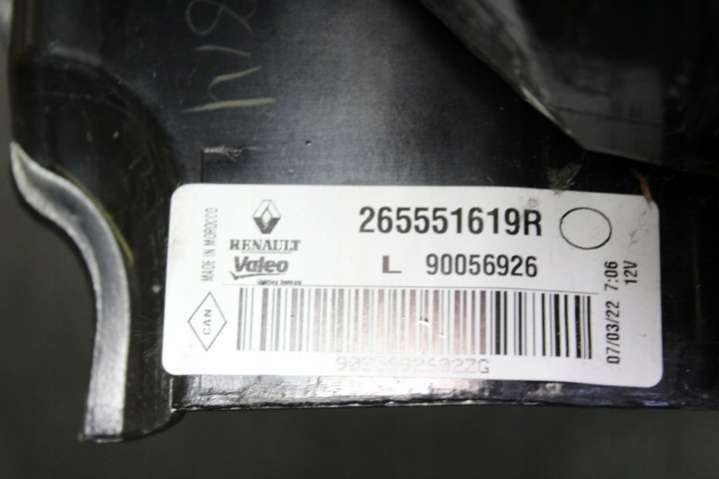 MADE IN MOROCCO
265551619R
RENAULT
Valeo
L 90056926
CAN
07/03/22 7:06
12V